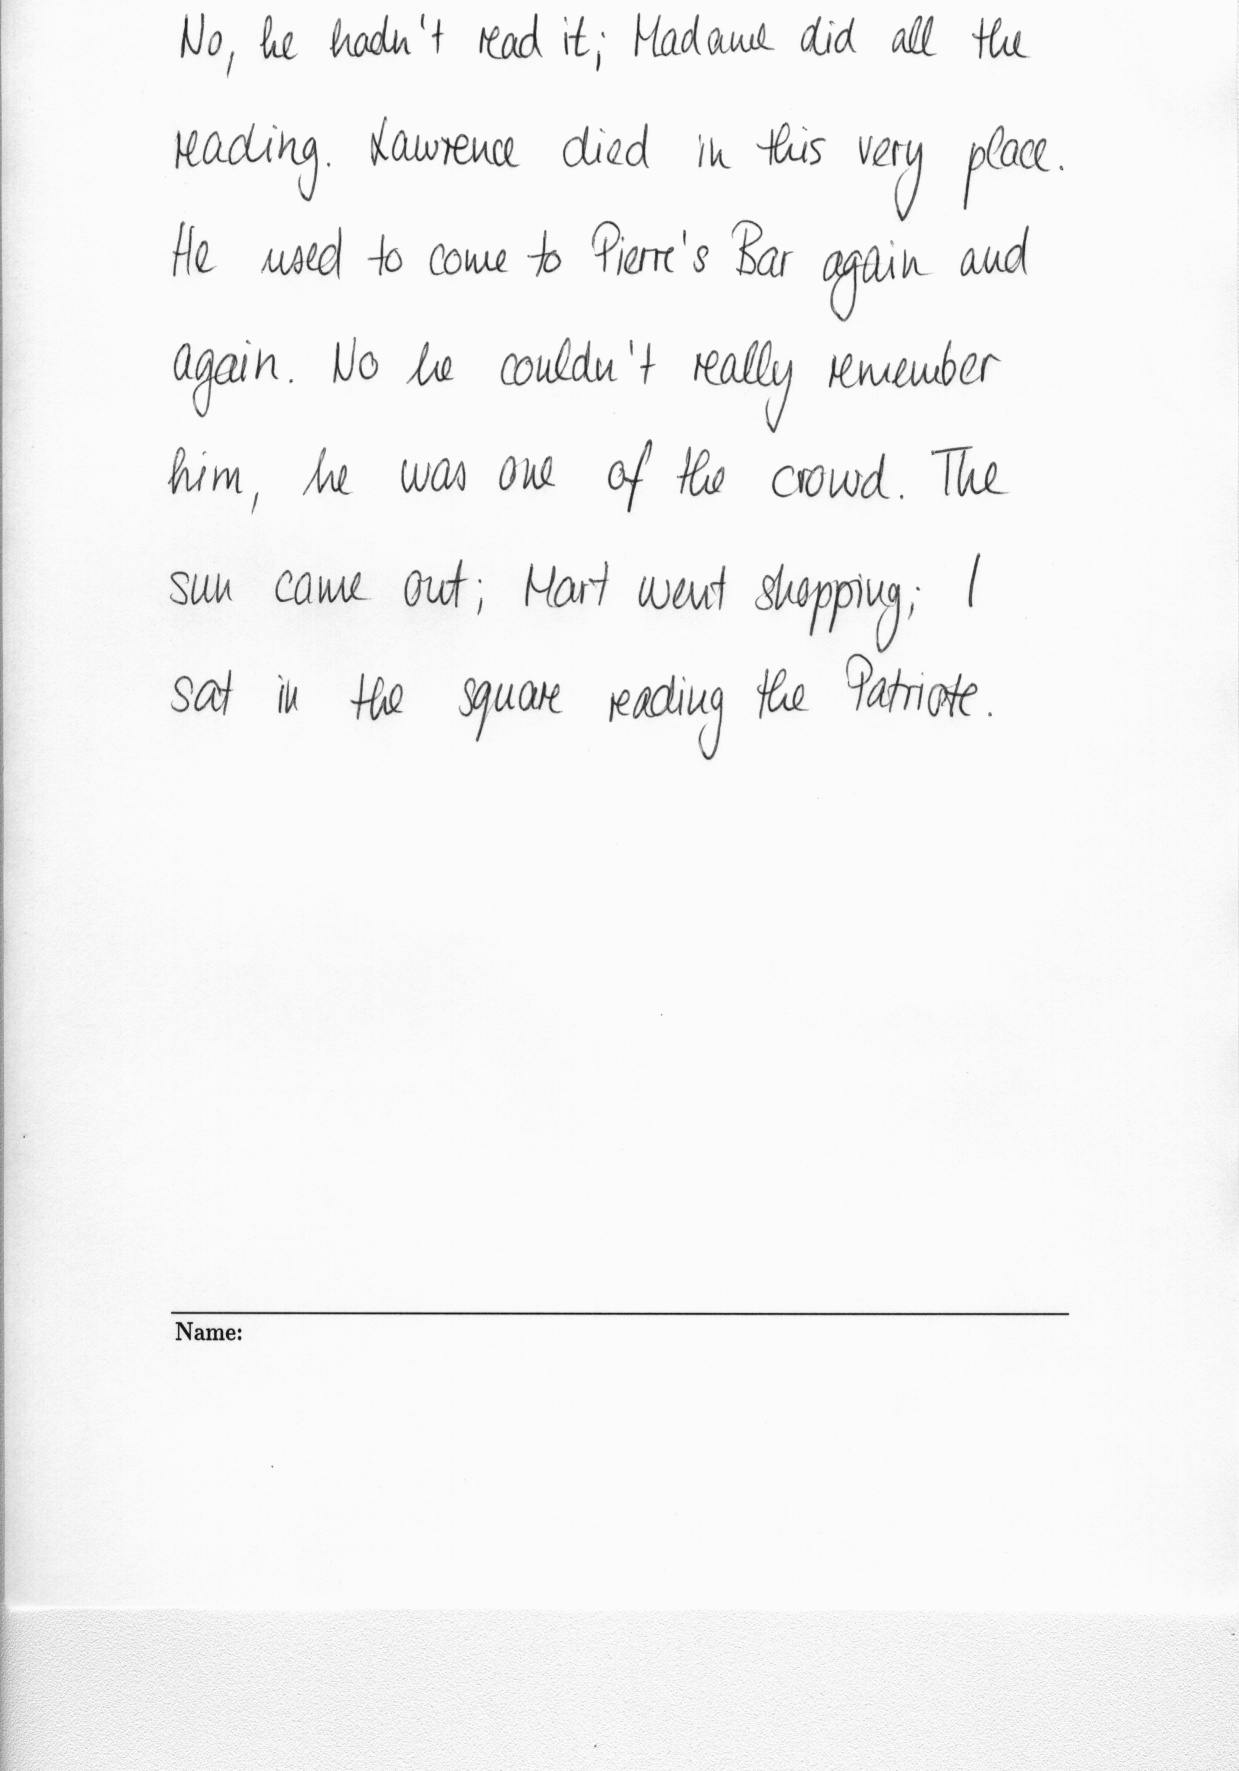 No, he hadn't read it; Madame did all the
reading. Lawrence died in this very place.
He used to come to Pierre's Bar again and
again. No he couldn't really remember
him, he was one of the crowd. The
sun came out; Mart went shopping; I
sat in the square reading the Patriote.
Name: